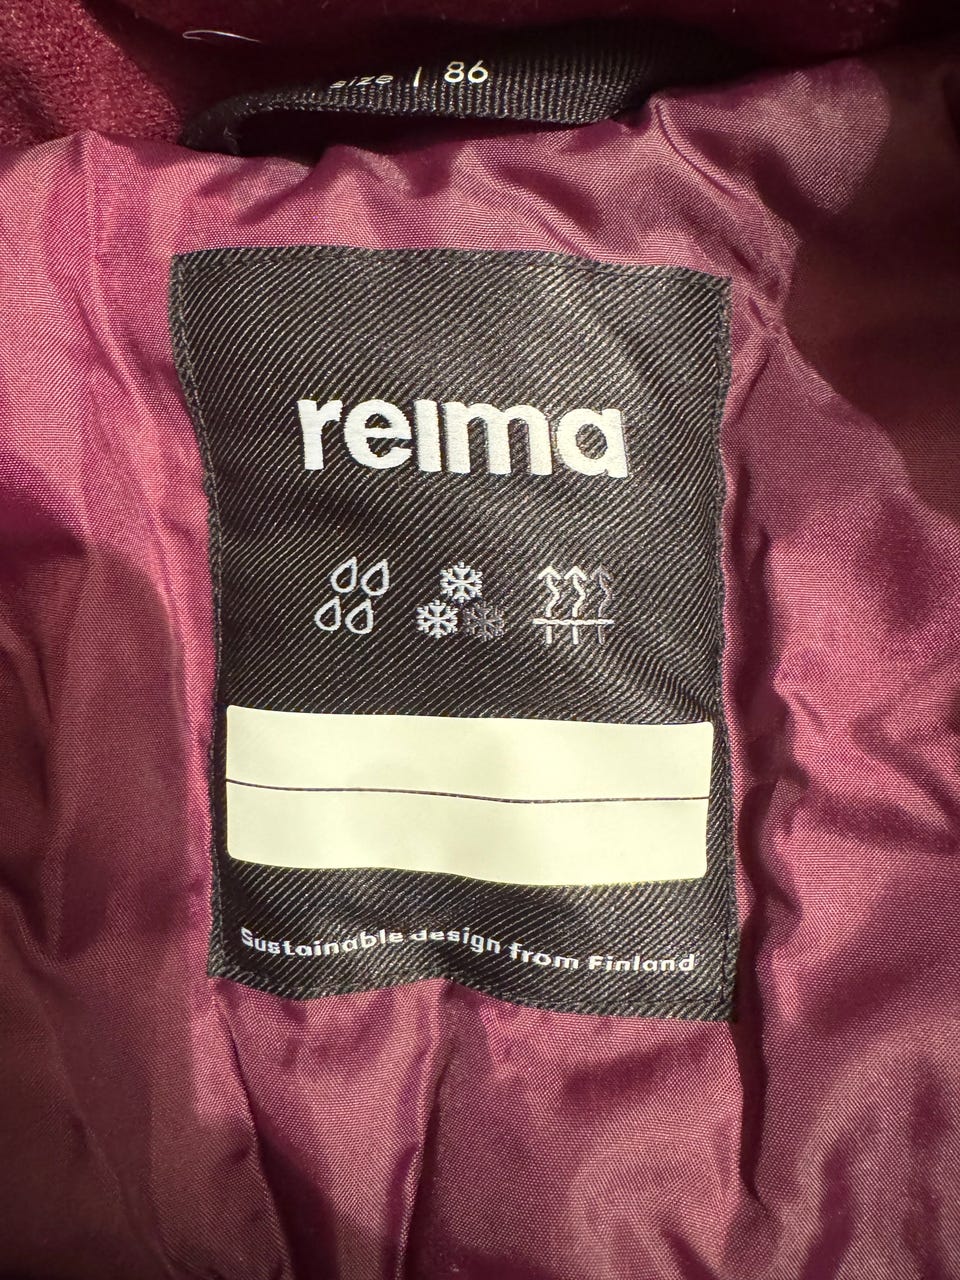 size | 86
reima
Sustainable design from Finland